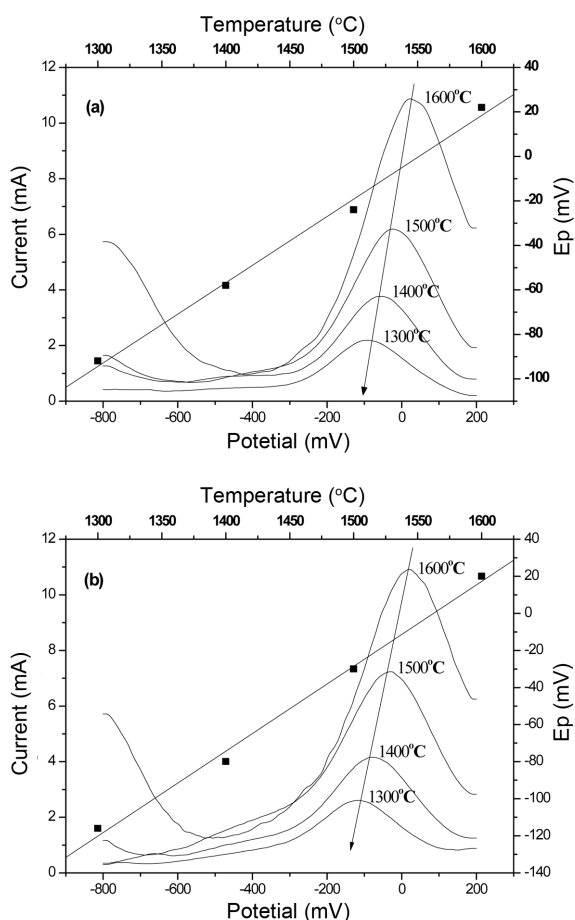 Temperature (°C)
1300 1350 1400 1450 1500 1550 1600
12 40
(a) 1600°C
10 20
0
8
-20
1500°C
6 -40
1400°C
4 -60
1300°C
-80
2
-100
0
-800 -600 -400 -200 0 200
Potetial (mV)
Current (mA)
Ep (mV)
Temperature (°C)
1300 1350 1400 1450 1500 1550 1600
12 40
(b) 1600°C
10 20
0
8 -20
1500°C
-40
6
-60
1400°C
4 -80
1300°C
-100
2
-120
0 -140
-800 -600 -400 -200 0 200
Potetial (mV)
Current (mA)
Ep (mV)